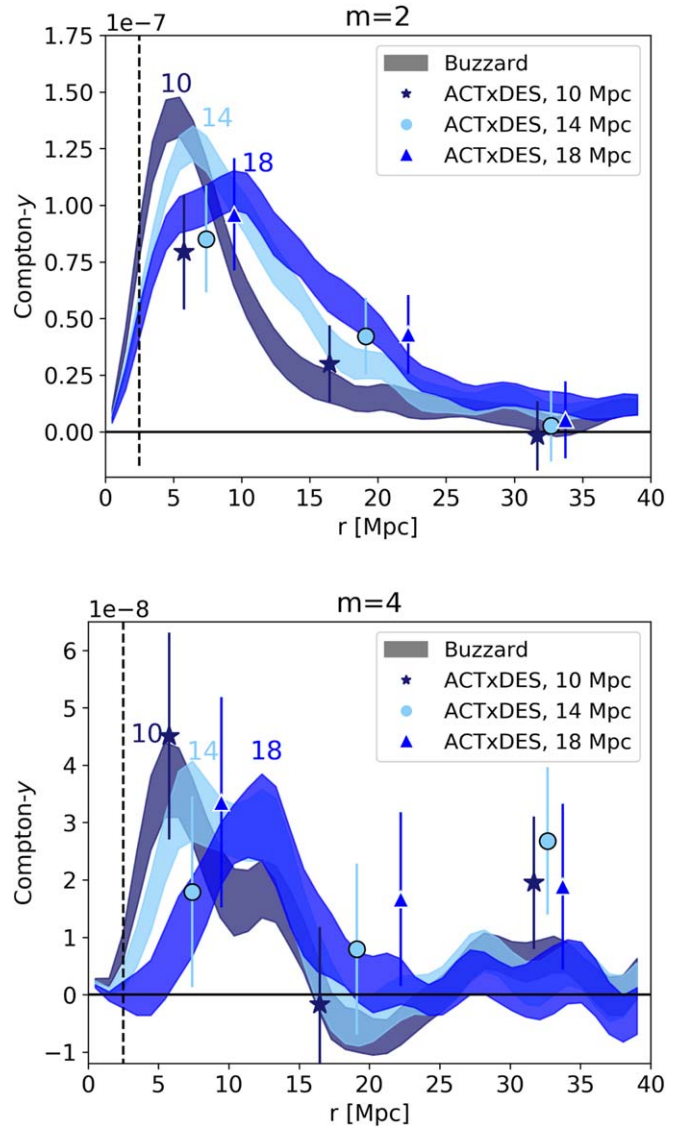 m=2
1e−7
1.75
1.50
1.25
1.00
0.75
0.50
0.25
0.00
Compton-y
10
14
18
Buzzard
ACTxDES, 10 Mpc
ACTxDES, 14 Mpc
ACTxDES, 18 Mpc
0 5 10 15 20 25 30 35 40
r [Mpc]
m=4
1e−8
6
5
4
3
2
1
0
−1
Compton-y
10
14
18
Buzzard
ACTxDES, 10 Mpc
ACTxDES, 14 Mpc
ACTxDES, 18 Mpc
0 5 10 15 20 25 30 35 40
r [Mpc]